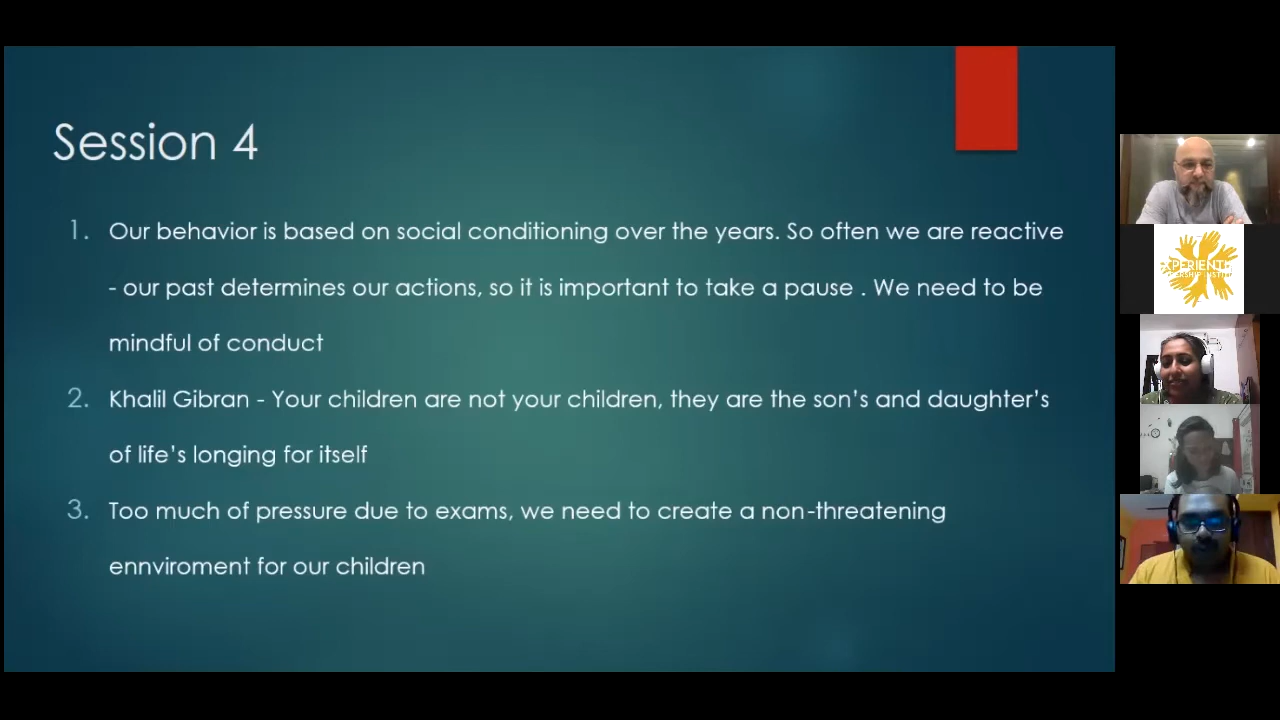 Session 4
1. Our behavior is based on social conditioning over the years. So often we are reactive
- our past determines our actions, so it is important to take a pause . We need to be
mindful of conduct
2. Khalil Gibran - Your children are not your children, they are the son's and daughter's
of life's longing for itself
3. Too much of pressure due to exams, we need to create a non-threatening
ennviroment for our children